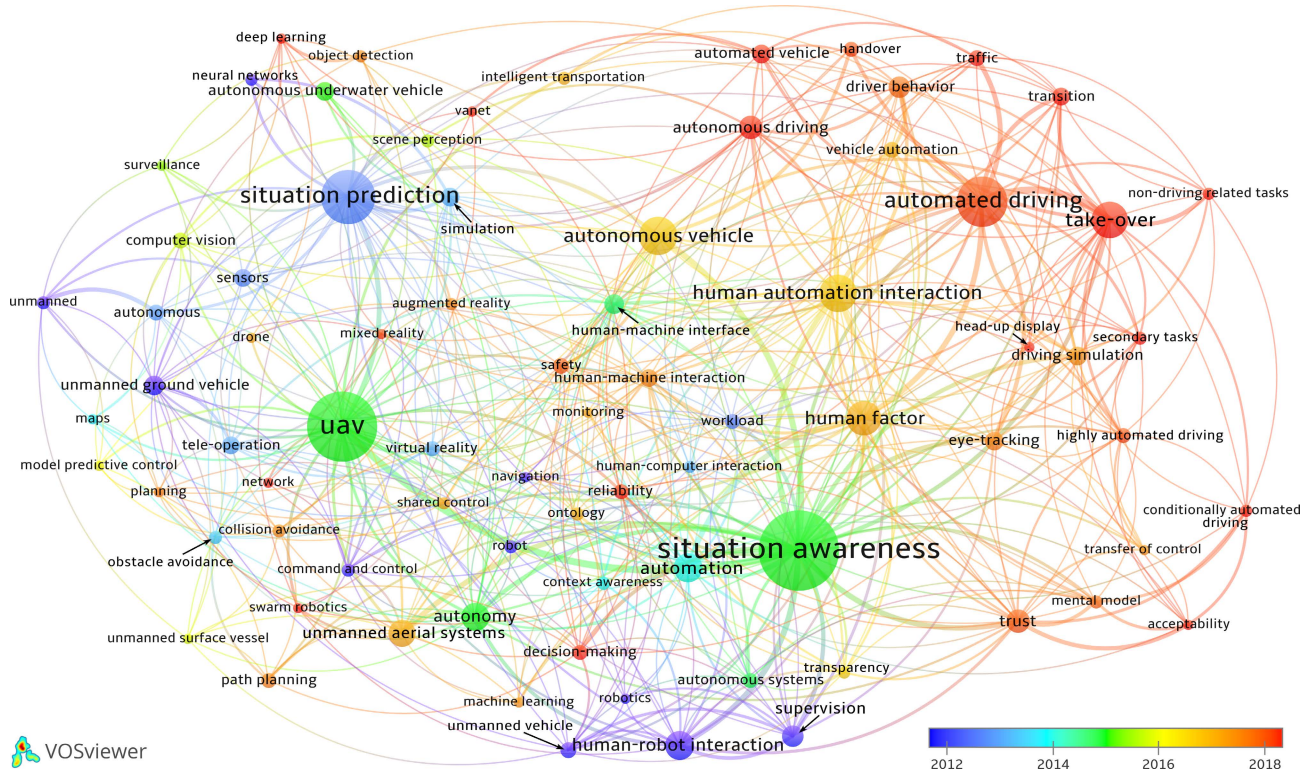 deep learning
object detection
automated vehicle
handover
traffic
neural networks
autonomous underwater vehicle
intelligent transportation
driver behavior
transition
vanet
autonomous driving
scene perception
vehicle automation
surveillance
situation prediction
automated driving
non-driving related tasks
take-over
simulation
computer vision
autonomous vehicle
sensors
human automation interaction
unmanned
autonomous
augmented reality
mixed reality
human-machine interface
head-up display
drone
secondary tasks
driving simulation
safety
human-machine interaction
unmanned ground vehicle
maps
uav
monitoring
workload
human factor
tele-operation
virtual reality
eye-tracking
highly automated driving
model predictive control
human-computer interaction
planning
network
navigation
reliability
shared control
ontology
conditionally automated
driving
collision avoidance
obstacle avoidance
robot
situation awareness
transfer of control
command and control
automation
context awareness
swarm robotics
mental model
autonomy
unmanned aerial systems
trust
acceptability
unmanned surface vessel
decision-making
transparency
path planning
autonomous systems
machine learning
robotics
supervision
unmanned vehicle
human-robot interaction
VOSviewer
2012
2014
2016
2018